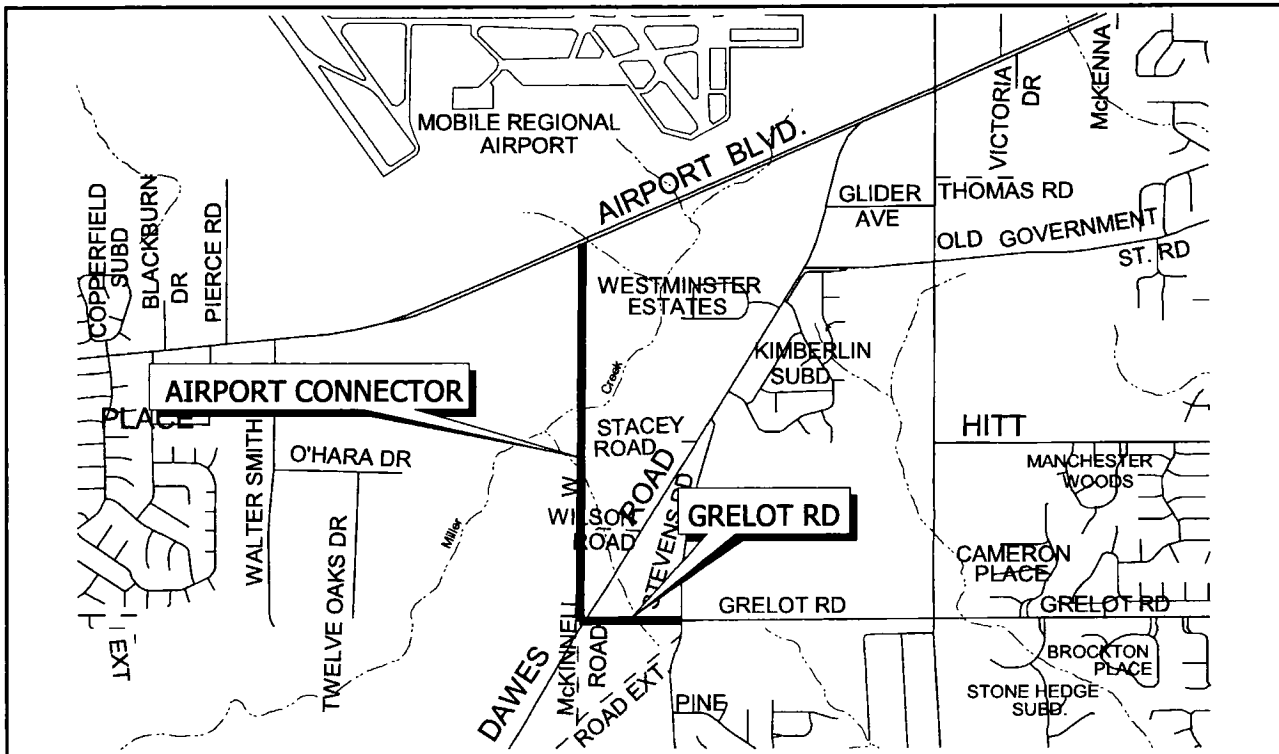 MOBILE REGIONAL
AIRPORT
AIRPORT BLVD.
VICTORIA
DR
McKENNA
COPPERFIELD
SUBD
BLACKBURN
DR
PIERCE RD
GLIDER
AVE
THOMAS RD
OLD GOVERNMENT
ST. RD
WESTMINSTER
ESTATES
KIMBERLIN
SUBD
AIRPORT CONNECTOR
PLACE
Creek
STACEY
ROAD
HITT
WALTER SMITH
O'HARA DR
MANCHESTER
WOODS
W
WILSON
ROAD
ROAD
STEVENS RD
GRELOT RD
Miller
TWELVE OAKS DR
CAMERON
PLACE
GRELOT RD
GRELOT RD
EXT
McKINNELL
ROAD
DAWES
ROAD EXT
PINE
BROCKTON
PLACE
STONE HEDGE
SUBD.